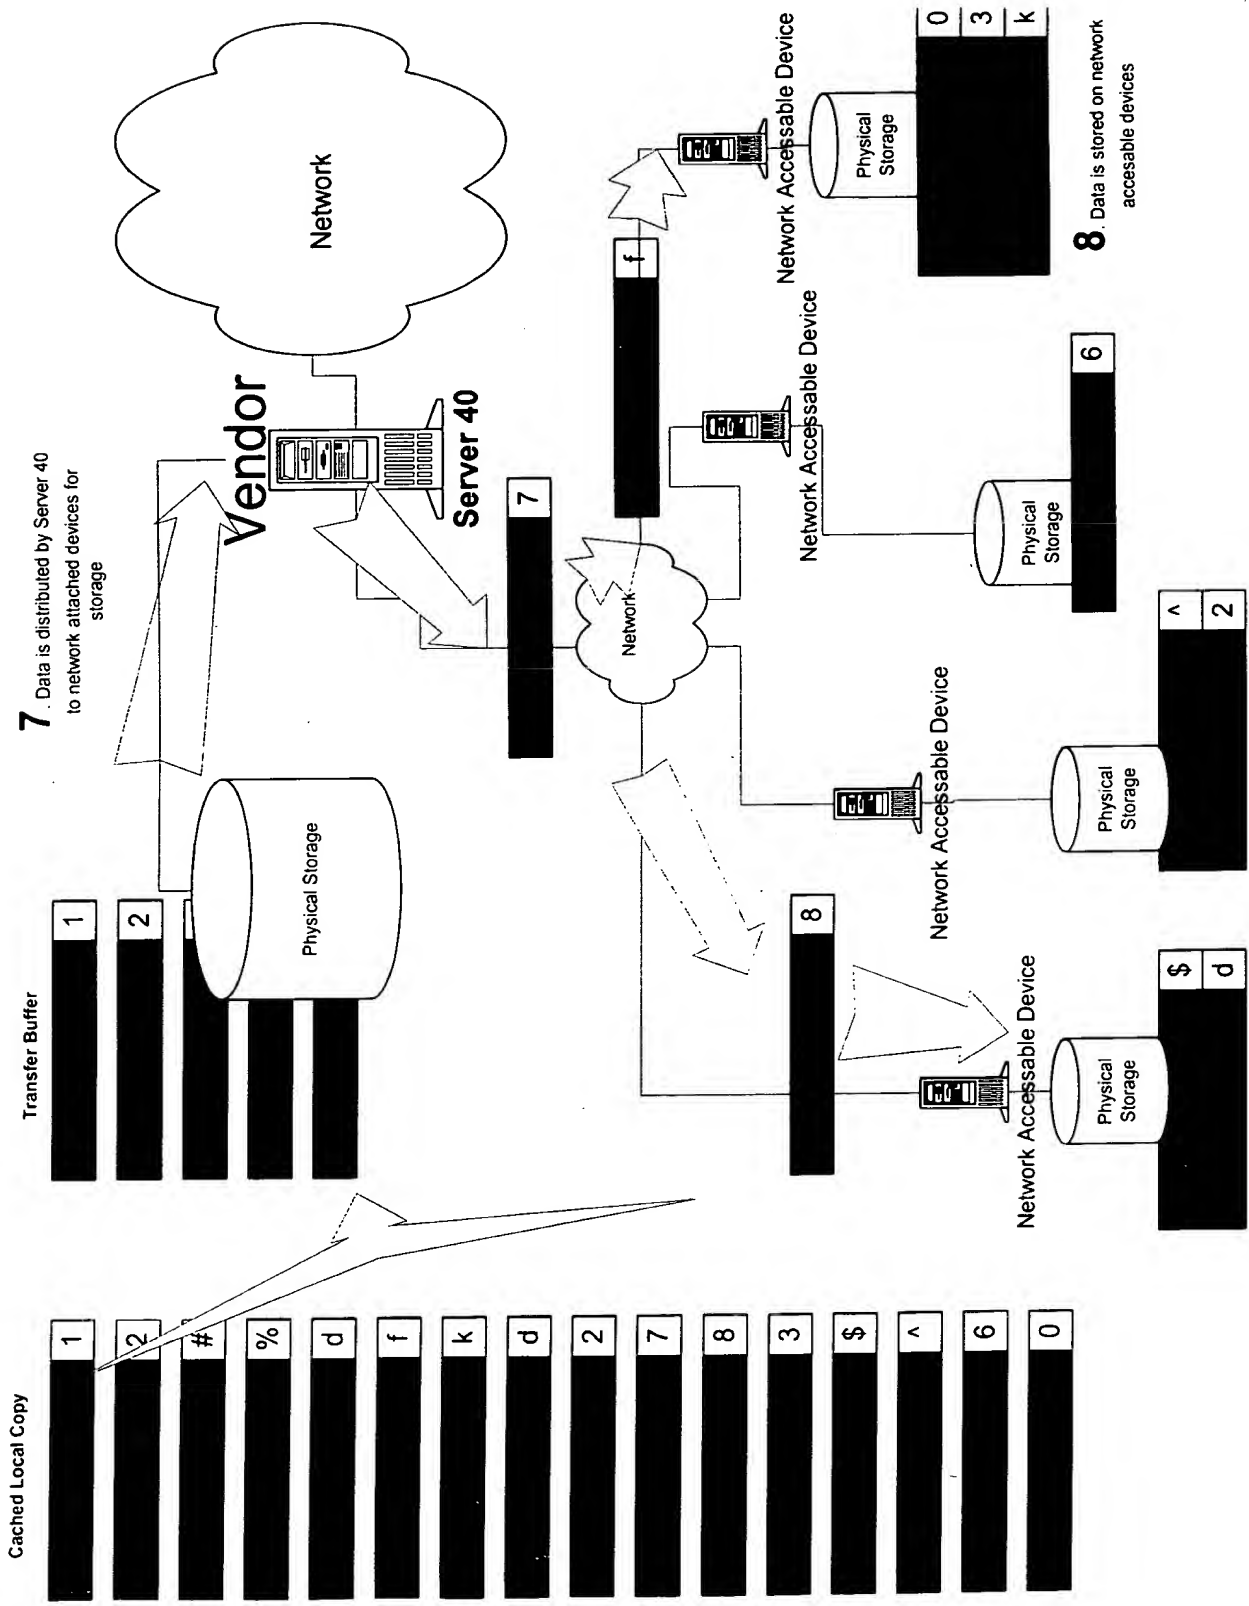 Cached Local Copy
1
2
#
%
d
f
k
d
2
7
8
3
$
^
6
0
Transfer Buffer
1
2
Physical Storage
7. Data is distributed by Server 40
to network attached devices for
storage
Vendor
Server 40
Network
7
Network
f
8
Network Accessable Device
Physical
Storage
$
d
Network Accessable Device
Physical
Storage
^
2
Network Accessable Device
Physical
Storage
6
Network Accessable Device
Physical
Storage
0
3
k
8. Data is stored on network
accesable devices